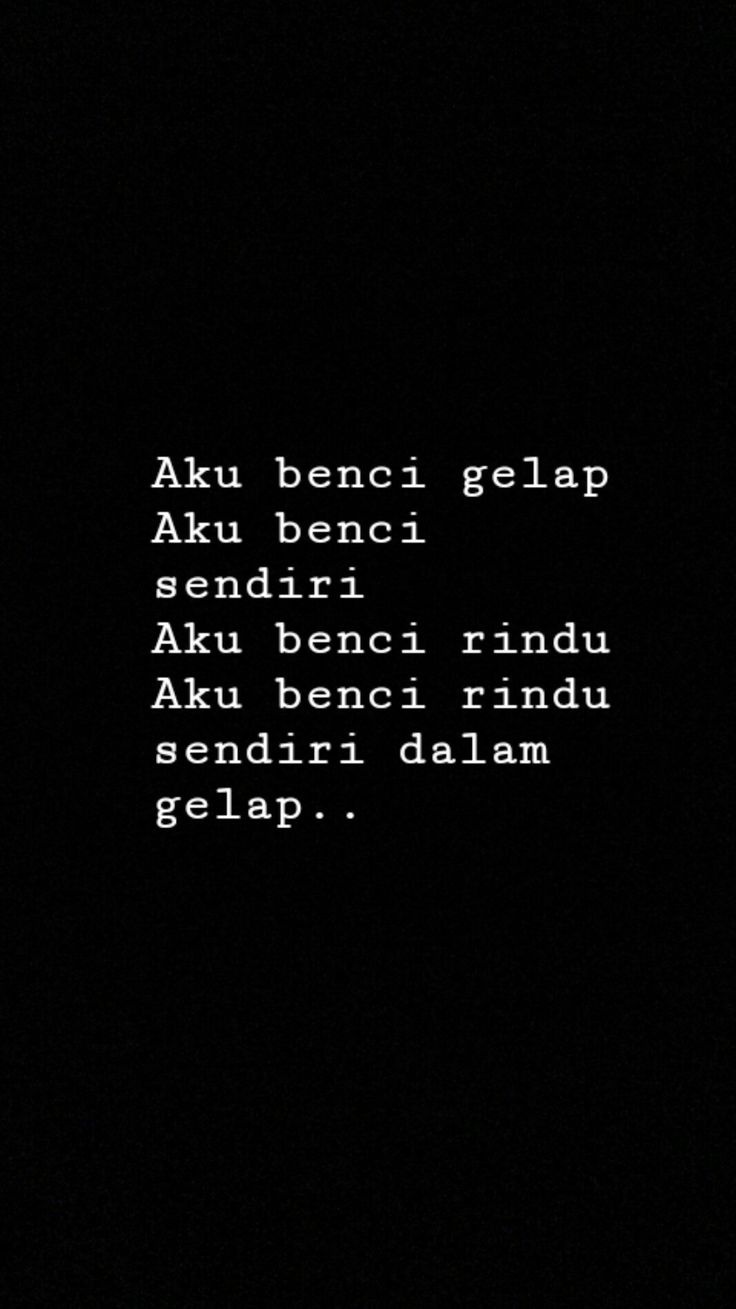 Aku benci gelap
Aku benci
sendiri
Aku benci rindu
Aku benci rindu
sendiri dalam
gelap..